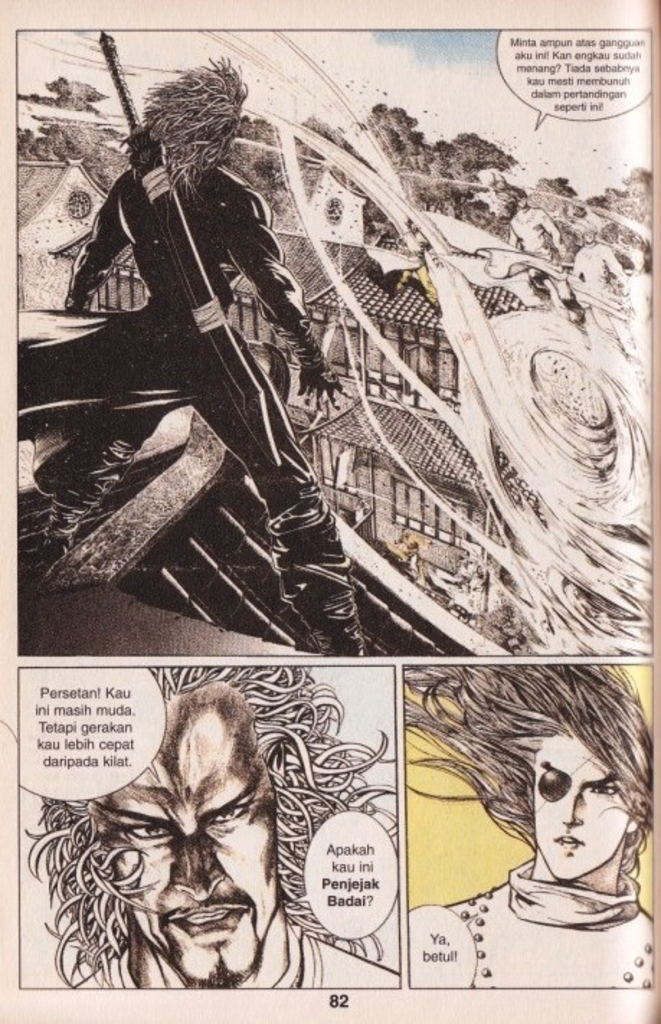 Minta ampun atas gangguan
aku ini! Kan engkau sudah
menang? Tiada sebabnya
kau mesti membunuh
dalam pertandingan
seperti ini!
Persetan! Kau
ini masih muda.
Tetapi gerakan
kau lebih cepat
daripada kilat.
Apakah
kau ini
Penjejak
Badai?
Ya,
betul!
82